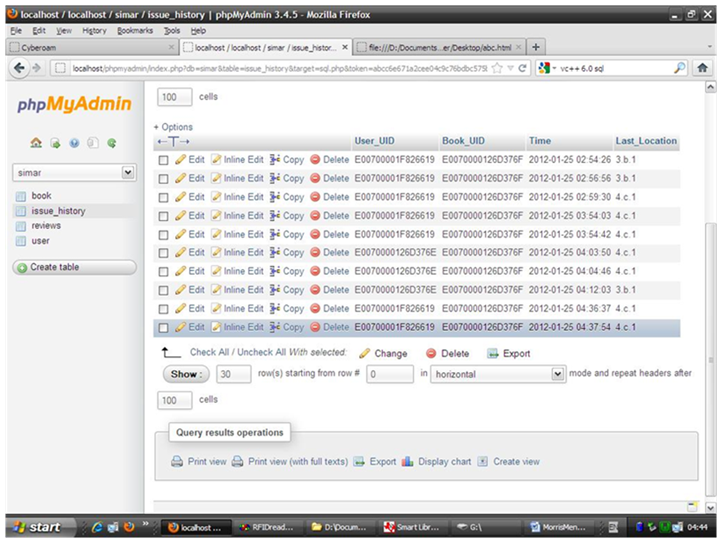 localhost / localhost / simar / issue_history | phpMyAdmin 3.4.5 - Mozilla Firefox
File Edit View History Bookmarks Tools Help
Cyberoam localhost / localhost / simar / issue_histor... file:///D:/Documents...er/Desktop/abc.html
localhost/phpmyadmin/index.php?db=simar&table=issue_history&target=sql.php&token= vc++ 6.0 sql
phpMyAdmin
simar
book
issue_history
reviews
user
Create table
100 cells
+ Options
←T→ User_UID Book_UID Time Last_Location
Edit Inline Edit Copy Delete E00700001F826619 E0070000126D376F 2012-01-25 02:54:26 3.b.1
Edit Inline Edit Copy Delete E00700001F826619 E0070000126D376F 2012-01-25 02:56:56 3.b.1
Edit Inline Edit Copy Delete E00700001F826619 E0070000126D376F 2012-01-25 02:59:30 4.c.1
Edit Inline Edit Copy Delete E00700001F826619 E0070000126D376F 2012-01-25 03:54:03 4.c.1
Edit Inline Edit Copy Delete E00700001F826619 E0070000126D376F 2012-01-25 03:54:42 4.c.1
Edit Inline Edit Copy Delete E0070000126D376E E0070000126D376F 2012-01-25 04:03:50 4.c.1
Edit Inline Edit Copy Delete E0070000126D376E E0070000126D376F 2012-01-25 04:04:46 4.c.1
Edit Inline Edit Copy Delete E0070000126D376E E0070000126D376F 2012-01-25 04:12:03 3.b.1
Edit Inline Edit Copy Delete E00700001F826619 E0070000126D376F 2012-01-25 04:36:37 4.c.1
Edit Inline Edit Copy Delete E00700001F826619 E0070000126D376F 2012-01-25 04:37:54 4.c.1
Check All / Uncheck All With selected: Change Delete Export
Show : 30 row(s) starting from row # 0 in horizontal mode and repeat headers after
100 cells
Query results operations
Print view Print view (with full texts) Export Display chart Create view
start localhost ... RFIDread... D:\Docum... Smart Libr... G:\ MorrisMen... 04:44